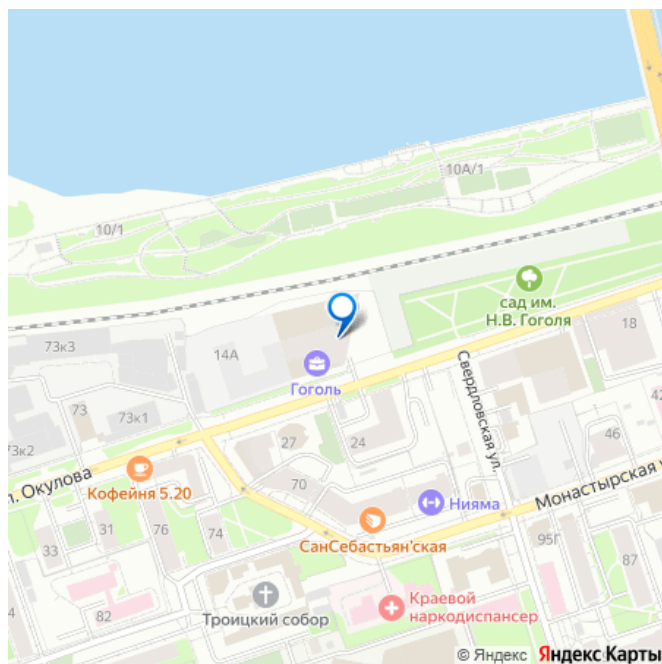 10А/1
10/1
сад им.
Н.В. Гоголя
18
73к3
14А
Гоголь
Свердловская ул.
73
73к1
42
73к2
27
24
46
л. Окулова
Кофейня 5.20
70
Нияма
Монастырская у
31
76
74
СанСебастьян'ская
95Г
33
87
82
Троицкий собор
Краевой
наркодиспансер
© Яндекс Яндекс Карты